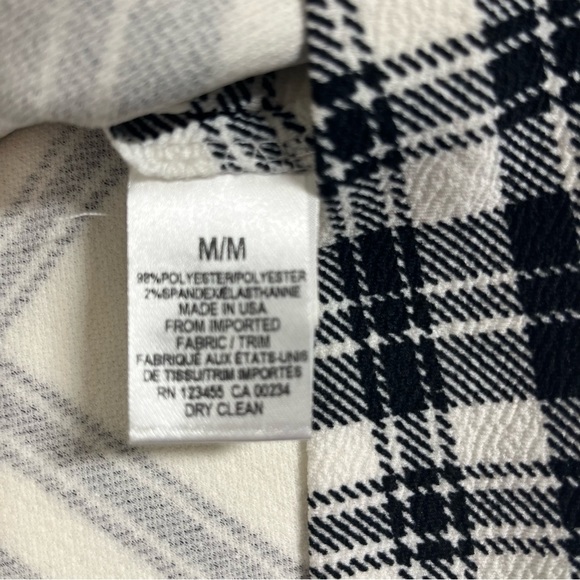 M/M
98%POLYESTER/POLYESTER
2%SPANDEX/ELASTHANNE
MADE IN USA
FROM IMPORTED
FABRIC / TRIM
FABRIQUÉ AUX ÉTATS-UNIS
DE TISSU/TRIM IMPORTÉS
RN 123455 CA 00234
DRY CLEAN